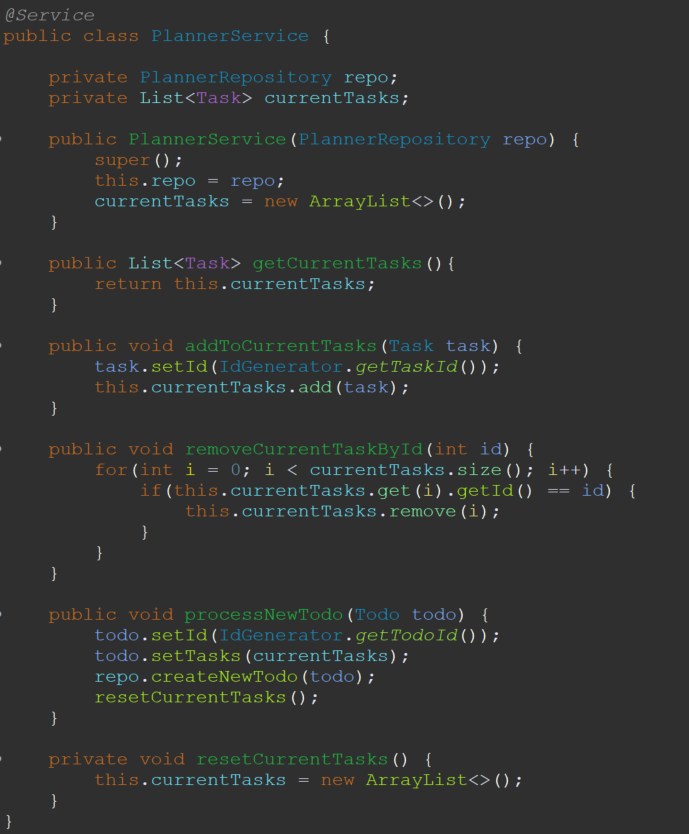 @Service
public class PlannerService {
private PlannerRepository repo;
private List<Task> currentTasks;
public PlannerService(PlannerRepository repo) {
super();
this.repo = repo;
currentTasks = new ArrayList<>();
}
public List<Task> getCurrentTasks(){
return this.currentTasks;
}
public void addToCurrentTasks(Task task) {
task.setId(IdGenerator.getTaskId());
this.currentTasks.add(task);
}
public void removeCurrentTaskById(int id) {
for(int i = 0; i < currentTasks.size(); i++) {
if(this.currentTasks.get(i).getId() == id) {
this.currentTasks.remove(i);
}
}
}
public void processNewTodo(Todo todo) {
todo.setId(IdGenerator.getTodoId());
todo.setTasks(currentTasks);
repo.createNewTodo(todo);
resetCurrentTasks();
}
private void resetCurrentTasks() {
this.currentTasks = new ArrayList<>();
}
}